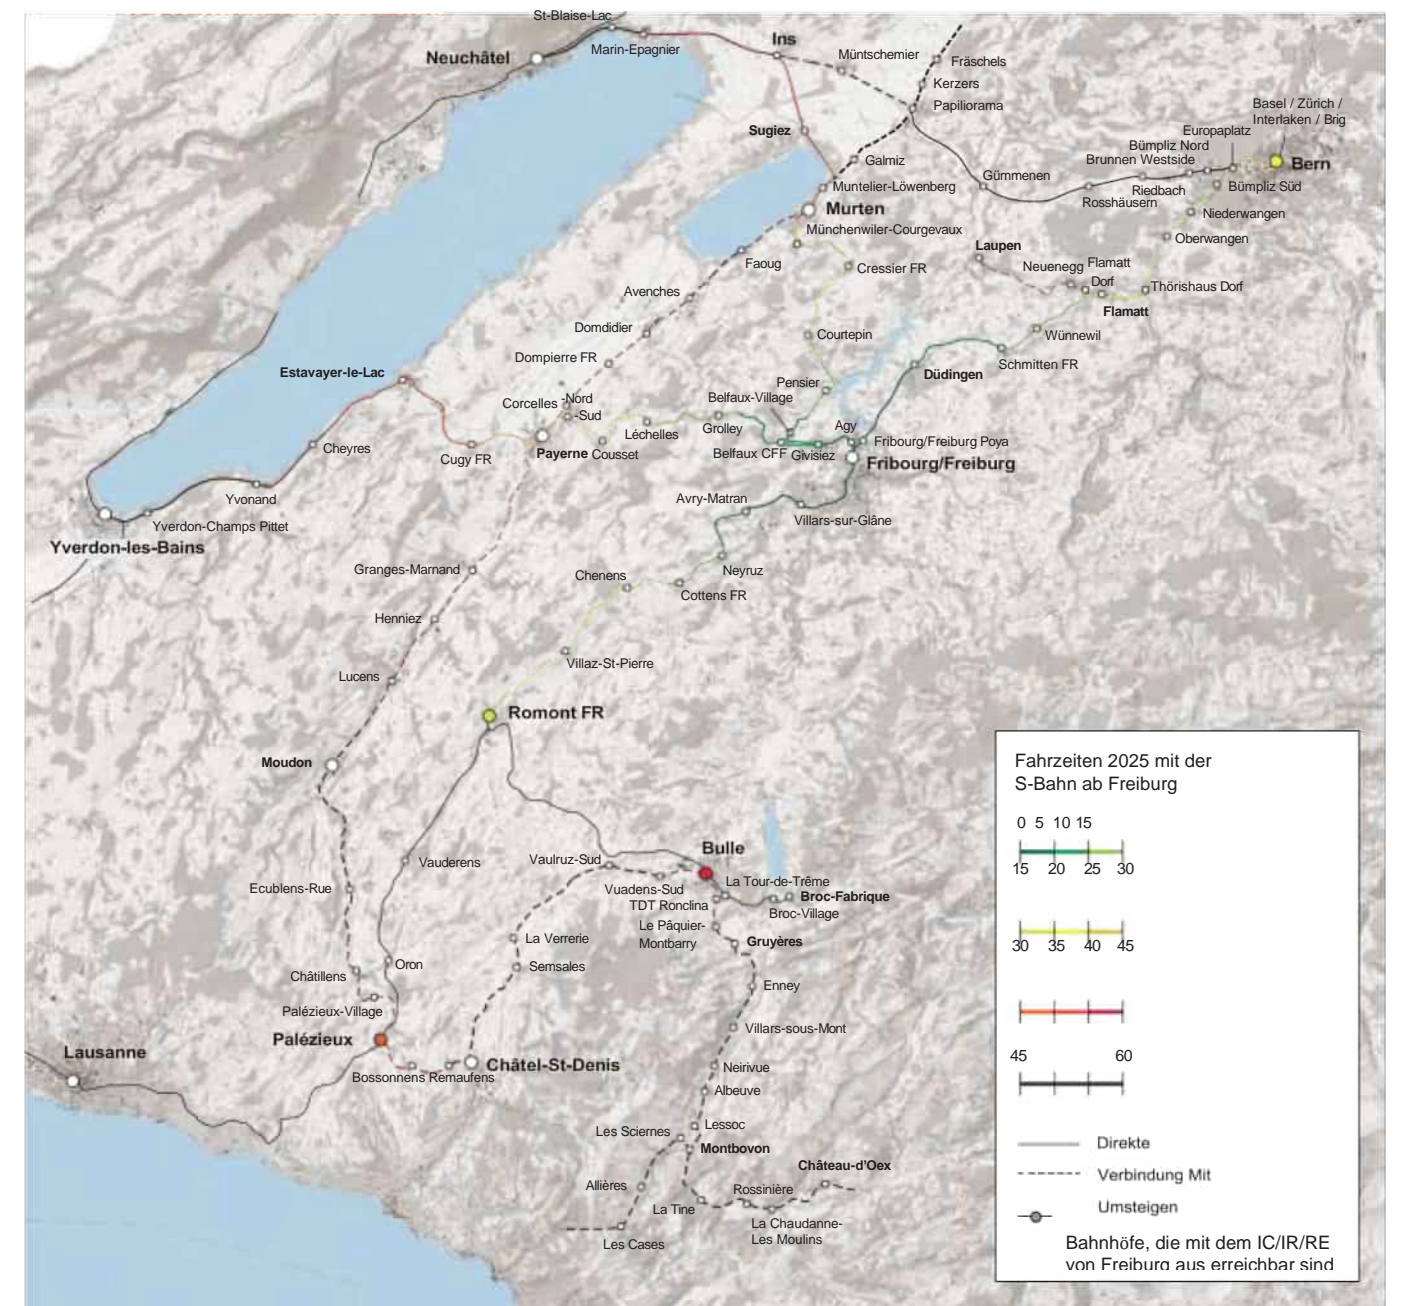 St-Blaise-Lac
Neuchâtel
Marin-Epagnier
Ins
Müntschemier
Fräschels
Kerzers
Papiliorama
Basel / Zürich /
Interlaken / Brig
Europaplatz
Bümpliz Nord
Brunnen Westside
Bern
Sugiez
Galmiz
Gümmenen
Riedbach
Rosshäusern
Bümpliz Süd
Muntelier-Löwenberg
Murten
Niederwangen
Münchenwiler-Courgevaux
Oberwangen
Laupen
Faoug
Cressier FR
Neuenegg
Flamatt
Dorf
Thörishaus Dorf
Flamatt
Avenches
Domdidier
Courtepin
Wünnewil
Dompierre FR
Schmitten FR
Estavayer-le-Lac
Düdingen
Pensier
Corcelles
-Nord
-Sud
Belfaux-Village
Léchelles
Grolley
Agy
Fribourg/Freiburg Poya
Cheyres
Cugy FR
Payerne
Cousset
Belfaux CFF
Givisiez
Fribourg/Freiburg
Yvonand
Avry-Matran
Villars-sur-Glâne
Yverdon-Champs Pittet
Yverdon-les-Bains
Granges-Marnand
Chenens
Neyruz
Cottens FR
Henniez
Villaz-St-Pierre
Lucens
Romont FR
Moudon
Vauderens
Vaulruz-Sud
Bulle
Ecublens-Rue
Vuadens-Sud
La Tour-de-Trême
TDT Ronclina
Broc-Fabrique
Broc-Village
Le Pâquier-
Montbarry
Gruyères
La Verrerie
Oron
Semsales
Châtillens
Enney
Palézieux-Village
Villars-sous-Mont
Palézieux
Lausanne
Châtel-St-Denis
Bossonnens
Remaufens
Neirivue
Albeuve
Lessoc
Les Sciernes
Montbovon
Château-d'Oex
Allières
Rossinière
La Tine
La Chaudanne-
Les Moulins
Les Cases
Fahrzeiten 2025 mit der
S-Bahn ab Freiburg
0 5 10 15
15 20 25 30
30 35 40 45
45 60
Direkte
Verbindung Mit
Umsteigen
Bahnhöfe, die mit dem IC/IR/RE
von Freiburg aus erreichbar sind